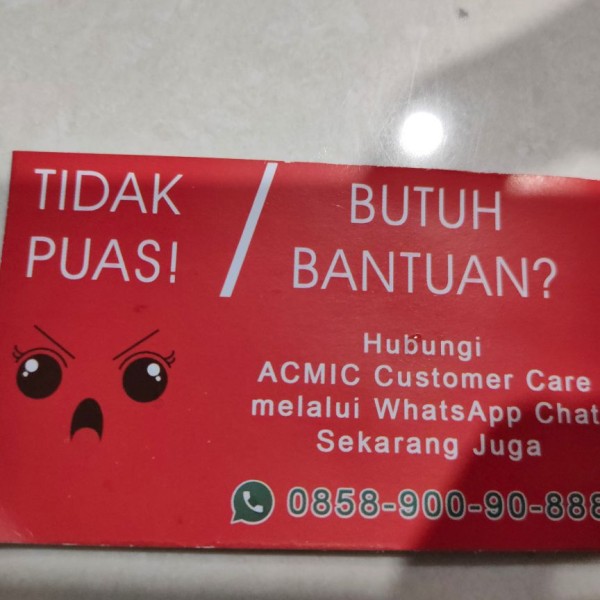 TIDAK
PUAS!
/
BUTUH
BANTUAN?
Hubungi
ACMIC Customer Care
melalui WhatsApp Chat
Sekarang Juga
0858-900-90-888